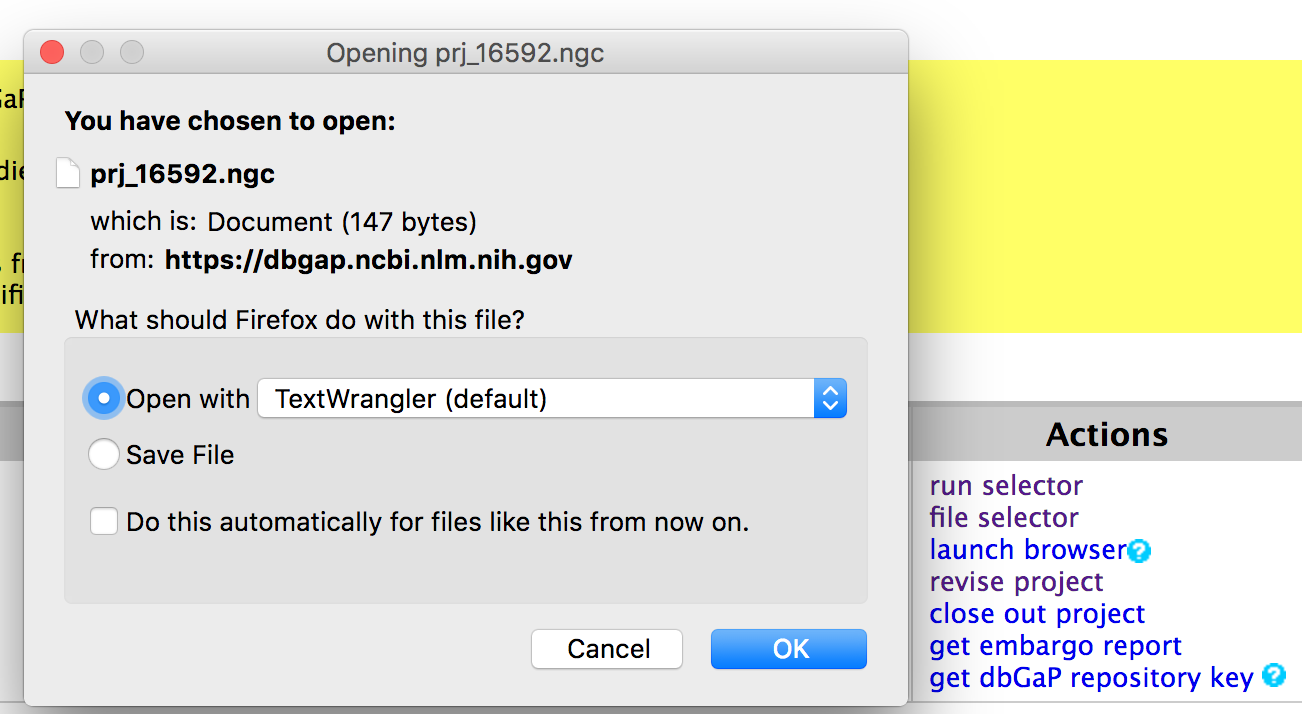 Opening prj_16592.ngc
You have chosen to open:
prj_16592.ngc
which is: Document (147 bytes)
from: https://dbgap.ncbi.nlm.nih.gov
What should Firefox do with this file?
Open with TextWrangler (default)
Save File
Do this automatically for files like this from now on.
Cancel OK
Actions
run selector
file selector
launch browser?
revise project
close out project
get embargo report
get dbGaP repository key ?